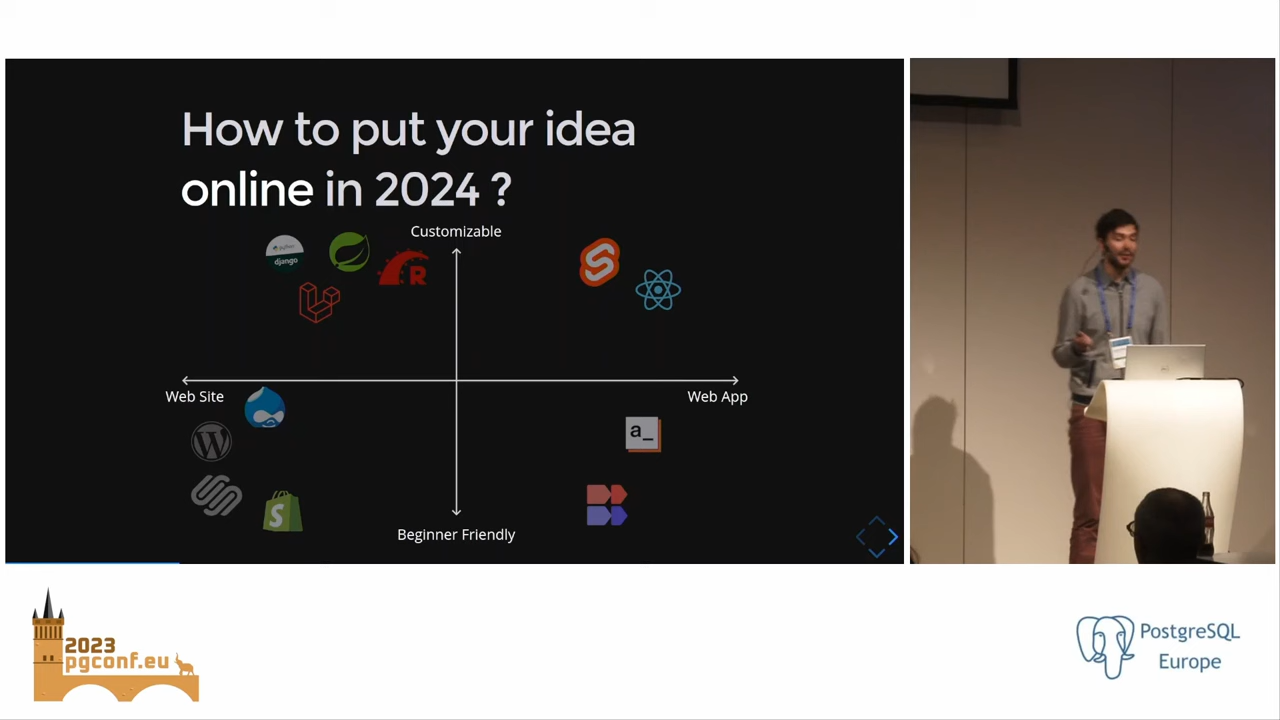 How to put your idea
online in 2024 ?
Customizable
django
R
Web Site
Web App
a_
S
Beginner Friendly
2023
pgconf.eu
PostgreSQL
Europe